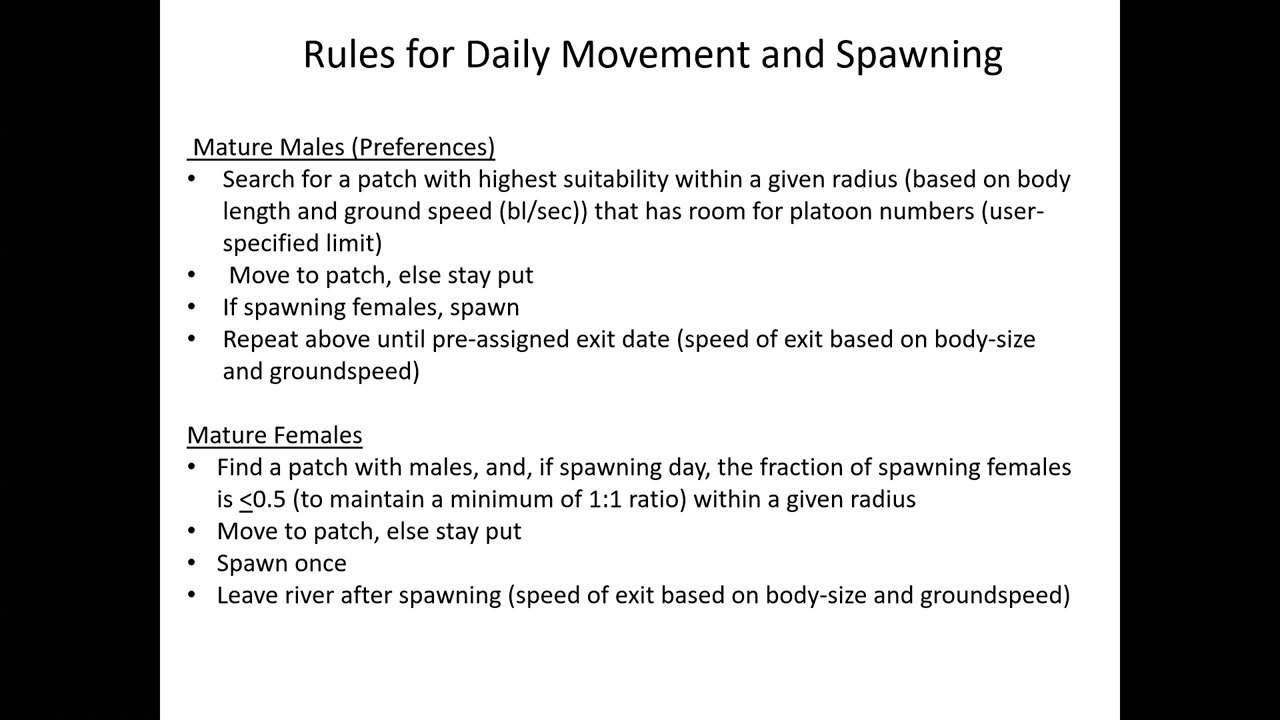 Rules for Daily Movement and Spawning
Mature Males (Preferences)
• Search for a patch with highest suitability within a given radius (based on body
length and ground speed (bl/sec)) that has room for platoon numbers (user-
specified limit)
• Move to patch, else stay put
• If spawning females, spawn
• Repeat above until pre-assigned exit date (speed of exit based on body-size
and groundspeed)
Mature Females
• Find a patch with males, and, if spawning day, the fraction of spawning females
is <0.5 (to maintain a minimum of 1:1 ratio) within a given radius
• Move to patch, else stay put
• Spawn once
• Leave river after spawning (speed of exit based on body-size and groundspeed)